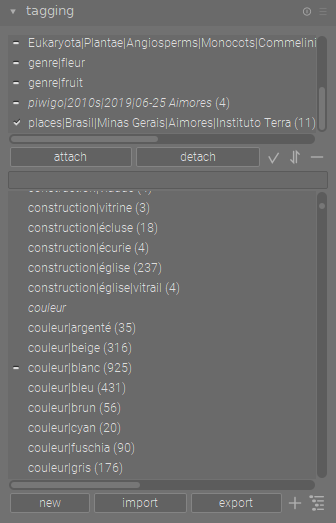 tagging
Eukaryota|Plantae|Angiosperms|Monocots|Commelini
genre|fleur
genre|fruit
piwigo|2010s|2019|06-25 Aimores (4)
places|Brasil|Minas Gerais|Aimores|Instituto Terra (11)
attach detach
construction|vitrine (3)
construction|écluse (18)
construction|écurie (4)
construction|église (237)
construction|église|vitrail (4)
couleur
couleur|argenté (35)
couleur|beige (316)
couleur|blanc (925)
couleur|bleu (431)
couleur|brun (56)
couleur|cyan (20)
couleur|fuschia (90)
couleur|gris (176)
new import export